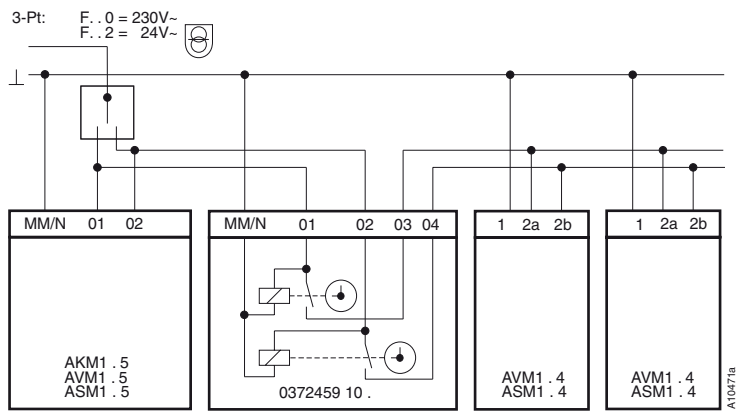 3-Pt: F . . 0 = 230V~
F . . 2 = 24V~
⊥
MM/N 01 02
MM/N 01 02 03 04
1 2a 2b
1 2a 2b
AKM1 . 5
AVM1 . 5
ASM1 . 5
0372459 10 .
AVM1 . 4
ASM1 . 4
AVM1 . 4
ASM1 . 4
A10471a